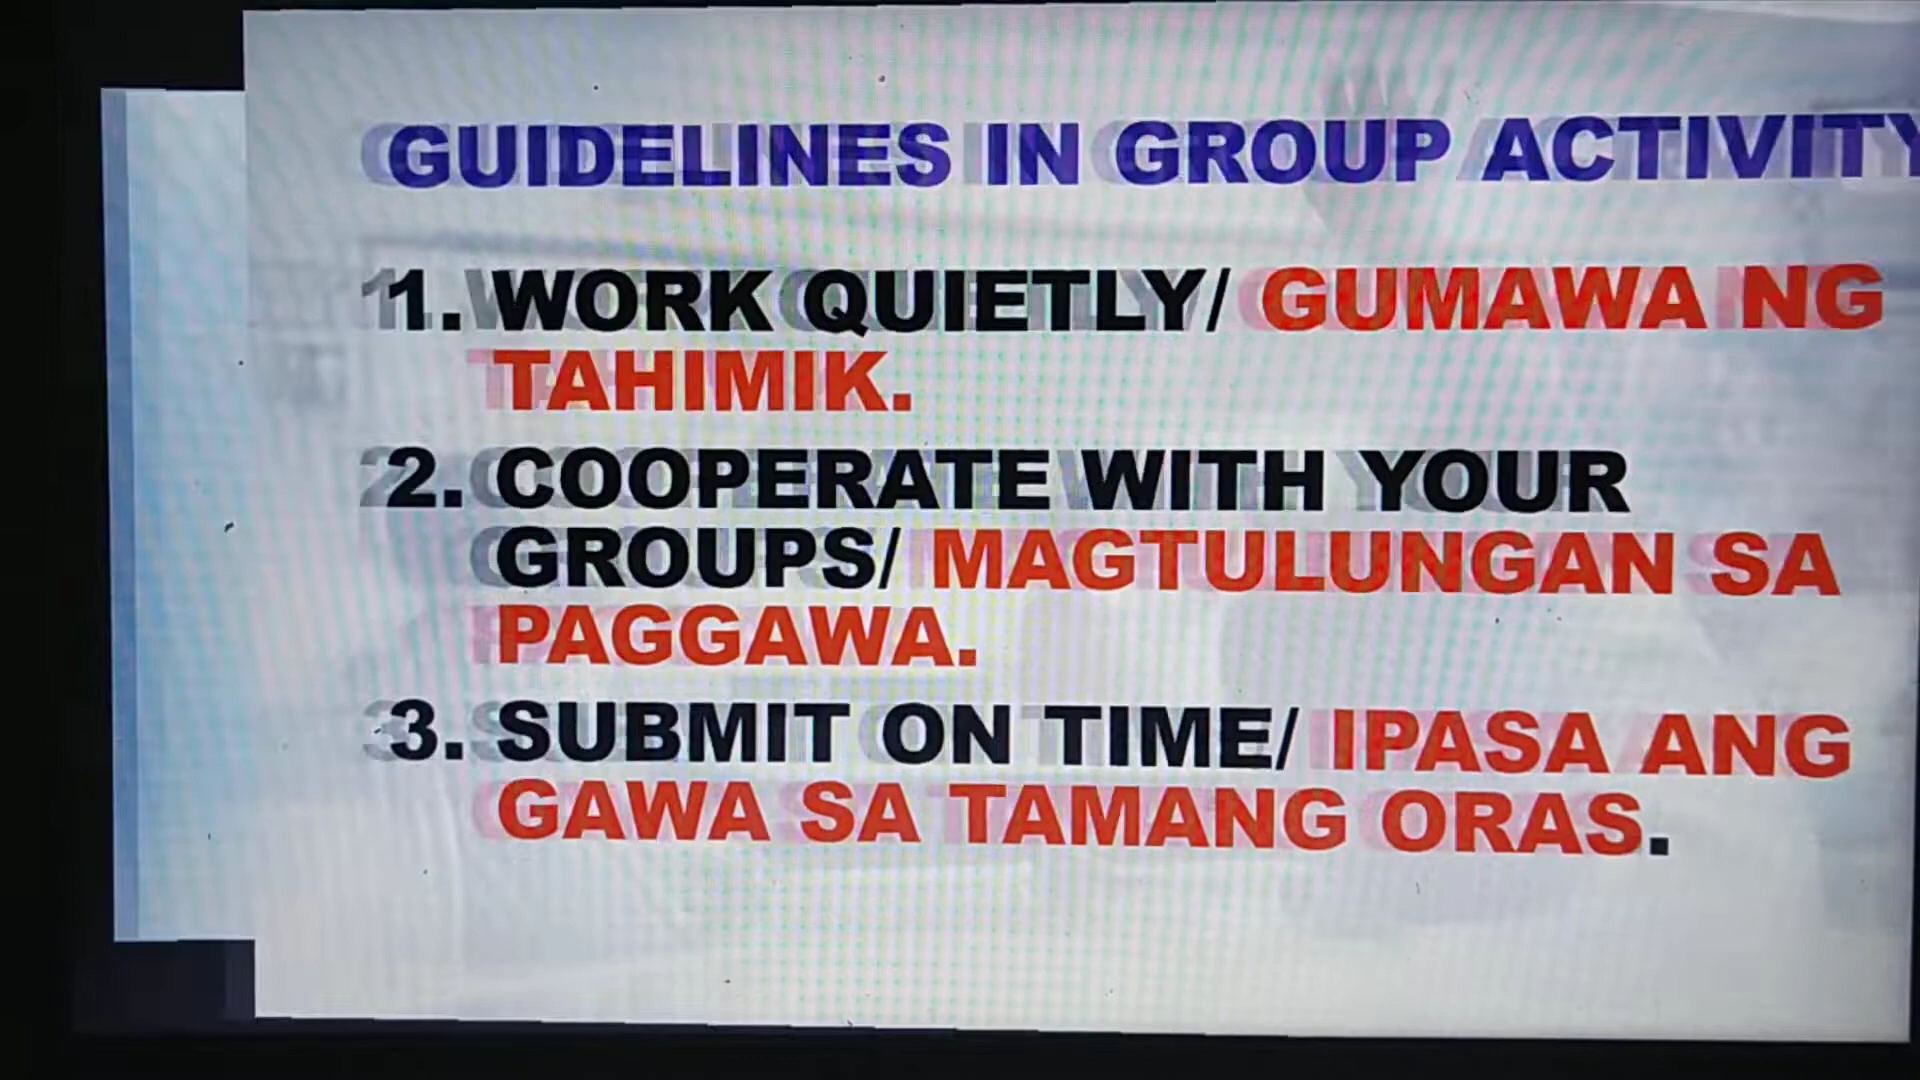 GUIDELINES IN GROUP ACTIVITY
1. WORK QUIETLY/ GUMAWA NG
TAHIMIK.
2. COOPERATE WITH YOUR
GROUPS/ MAGTULUNGAN SA
PAGGAWA.
3. SUBMIT ON TIME/ IPASA ANG
GAWA SA TAMANG ORAS.